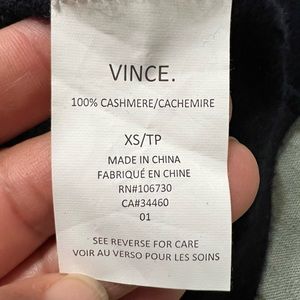 VINCE.
100% CASHMERE/CACHEMIRE
XS/TP
MADE IN CHINA
FABRIQUÉ EN CHINE
RN#106730
CA#34460
01
SEE REVERSE FOR CARE
VOIR AU VERSO POUR LES SOINS